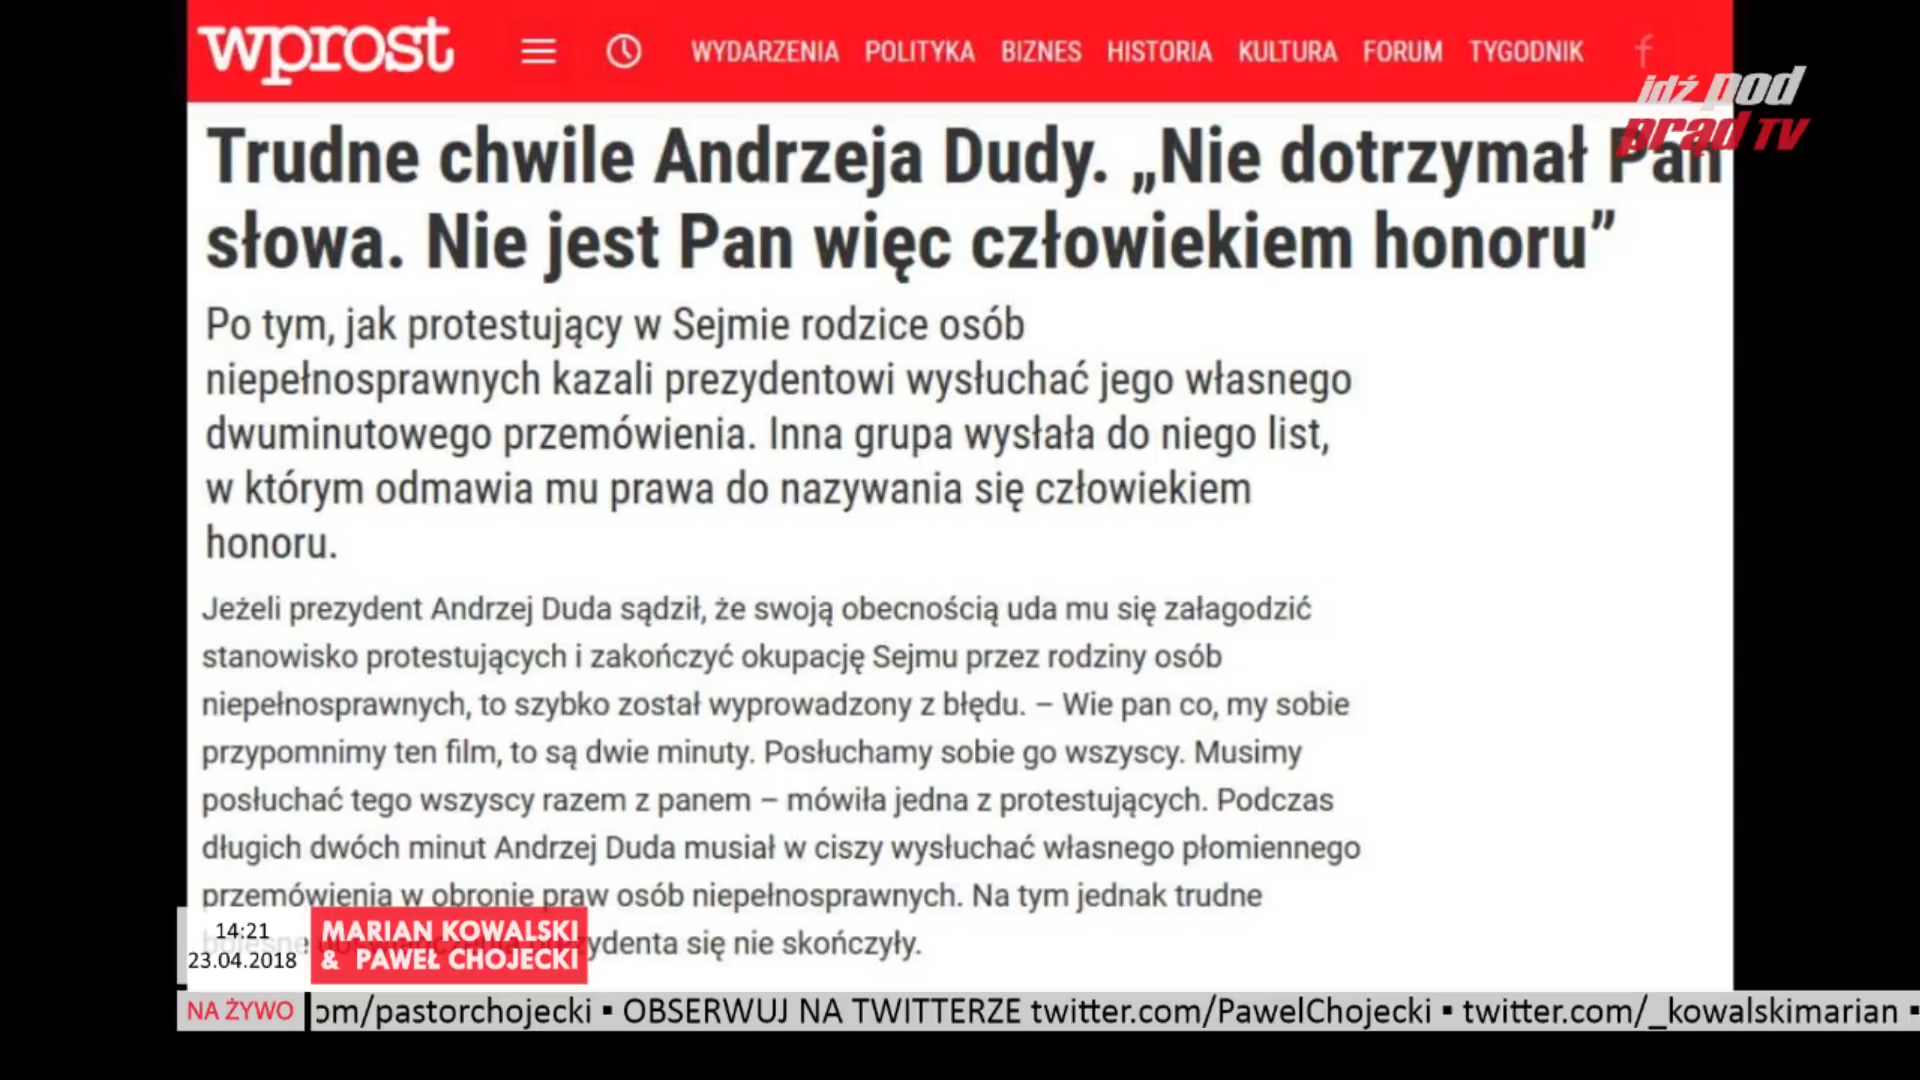 wprost WYDARZENIA POLITYKA BIZNES HISTORIA KULTURA FORUM TYGODNIK
idź pod
prąd TV
Trudne chwile Andrzeja Dudy. „Nie dotrzymał Pan
słowa. Nie jest Pan więc człowiekiem honoru”
Po tym, jak protestujący w Sejmie rodzice osób
niepełnosprawnych kazali prezydentowi wysłuchać jego własnego
dwuminutowego przemówienia. Inna grupa wysłała do niego list,
w którym odmawia mu prawa do nazywania się człowiekiem
honoru.
Jeżeli prezydent Andrzej Duda sądził, że swoją obecnością uda mu się załagodzić
stanowisko protestujących i zakończyć okupację Sejmu przez rodziny osób
niepełnosprawnych, to szybko został wyprowadzony z błędu. – Wie pan co, my sobie
przypomnimy ten film, to są dwie minuty. Posłuchamy sobie go wszyscy. Musimy
posłuchać tego wszyscy razem z panem – mówiła jedna z protestujących. Podczas
długich dwóch minut Andrzej Duda musiał w ciszy wysłuchać własnego płomiennego
przemówienia w obronie praw osób niepełnosprawnych. Na tym jednak trudne
ydenta się nie skończyły.
14:21
23.04.2018
MARIAN KOWALSKI
& PAWEŁ CHOJECKI
NA ŻYWO om/pastorchojecki ▪ OBSERWUJ NA TWITTERZE twitter.com/PawelChojecki ▪ twitter.com/_kowalskimarian ▪